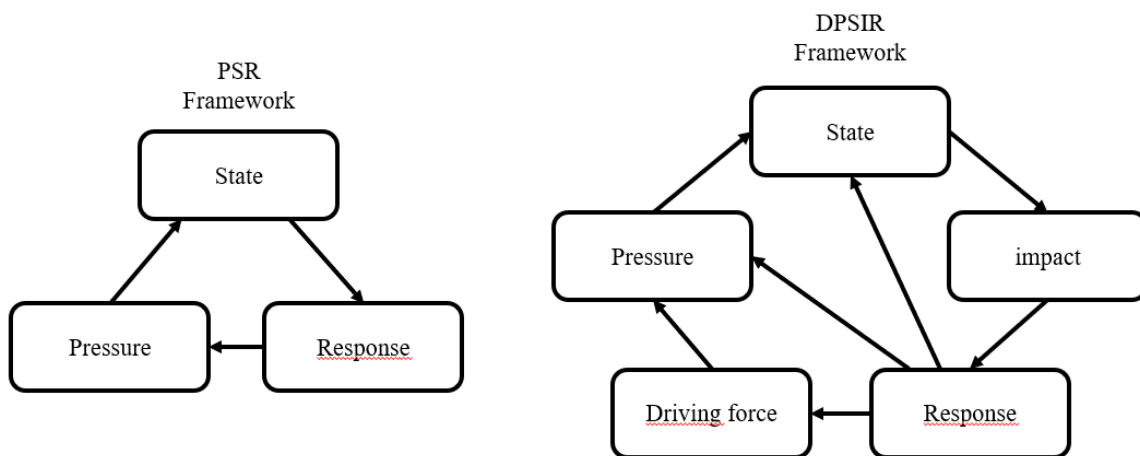 PSR
Framework
State
Pressure
Response
DPSIR
Framework
State
Pressure
impact
Driving force
Response